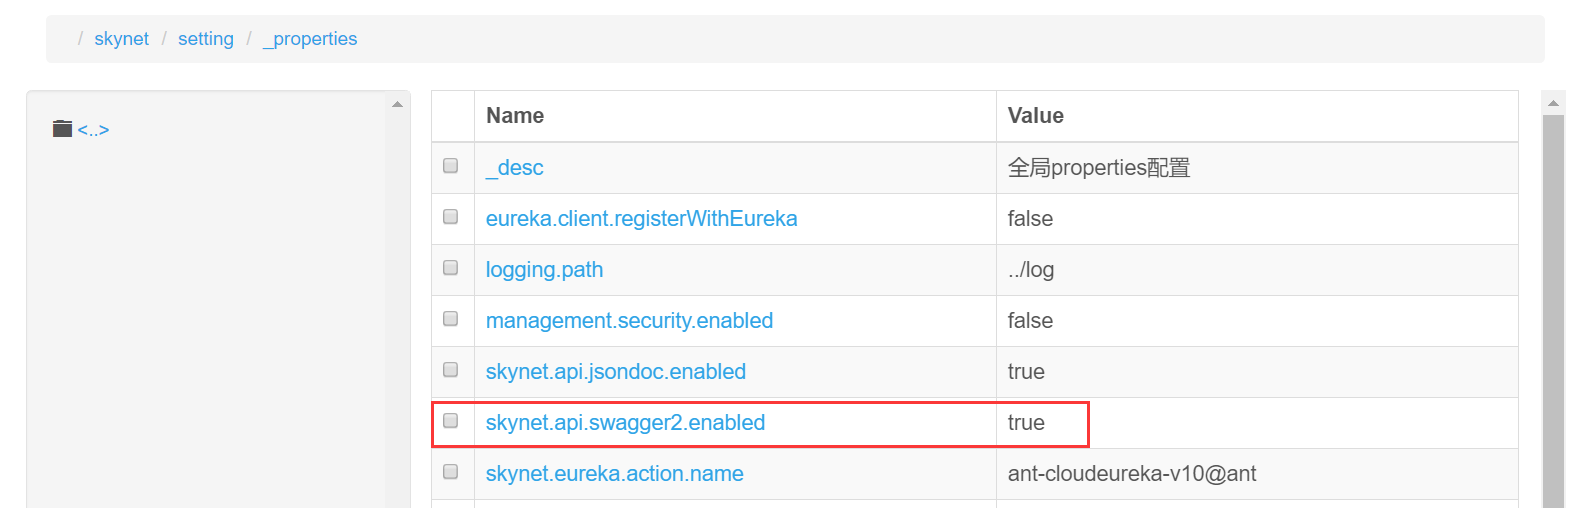 / skynet / setting / _properties
<..>
Name Value
_desc 全局properties配置
eureka.client.registerWithEureka false
logging.path ../log
management.security.enabled false
skynet.api.jsondoc.enabled true
skynet.api.swagger2.enabled true
skynet.eureka.action.name ant-cloudeureka-v10@ant